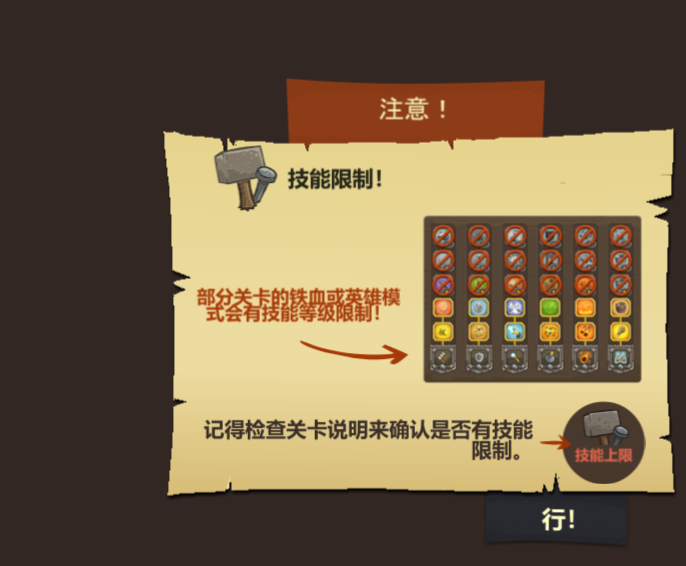 注意！
技能限制！
部分关卡的铁血或英雄模
式会有技能等级限制！
记得检查关卡说明来确认是否有技能
限制。
技能上限
行！